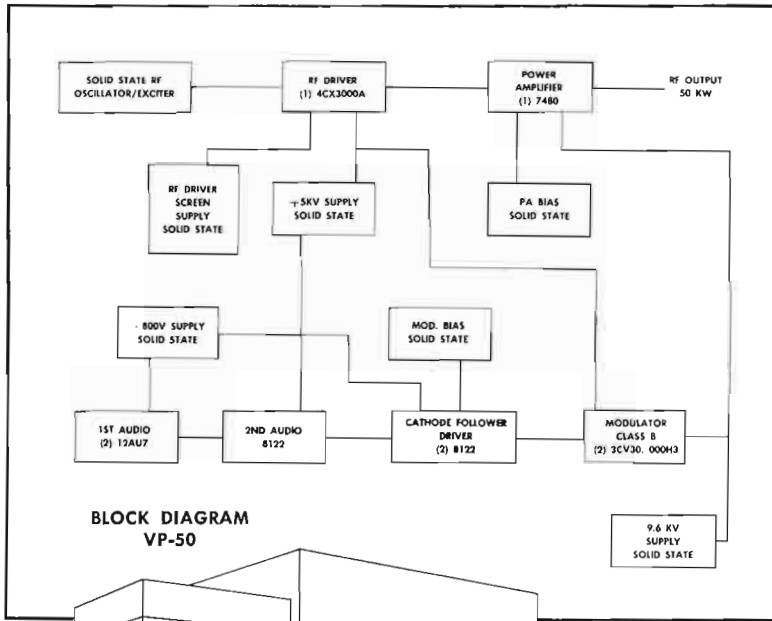 SOLID STATE RF
OSCILLATOR/EXCITER
RF DRIVER
(1) 4CX3000A
POWER
AMPLIFIER
(1) 7480
RF OUTPUT
50 KW
RF DRIVER
SCREEN
SUPPLY
SOLID STATE
+5KV SUPPLY
SOLID STATE
PA BIAS
SOLID STATE
- 800V SUPPLY
SOLID STATE
MOD. BIAS
SOLID STATE
1ST AUDIO
(2) 12AU7
2ND AUDIO
8122
CATHODE FOLLOWER
DRIVER
(2) 8122
MODULATOR
CLASS B
(2) 3CV30, 000H3
9.6 KV
SUPPLY
SOLID STATE
BLOCK DIAGRAM
VP-50